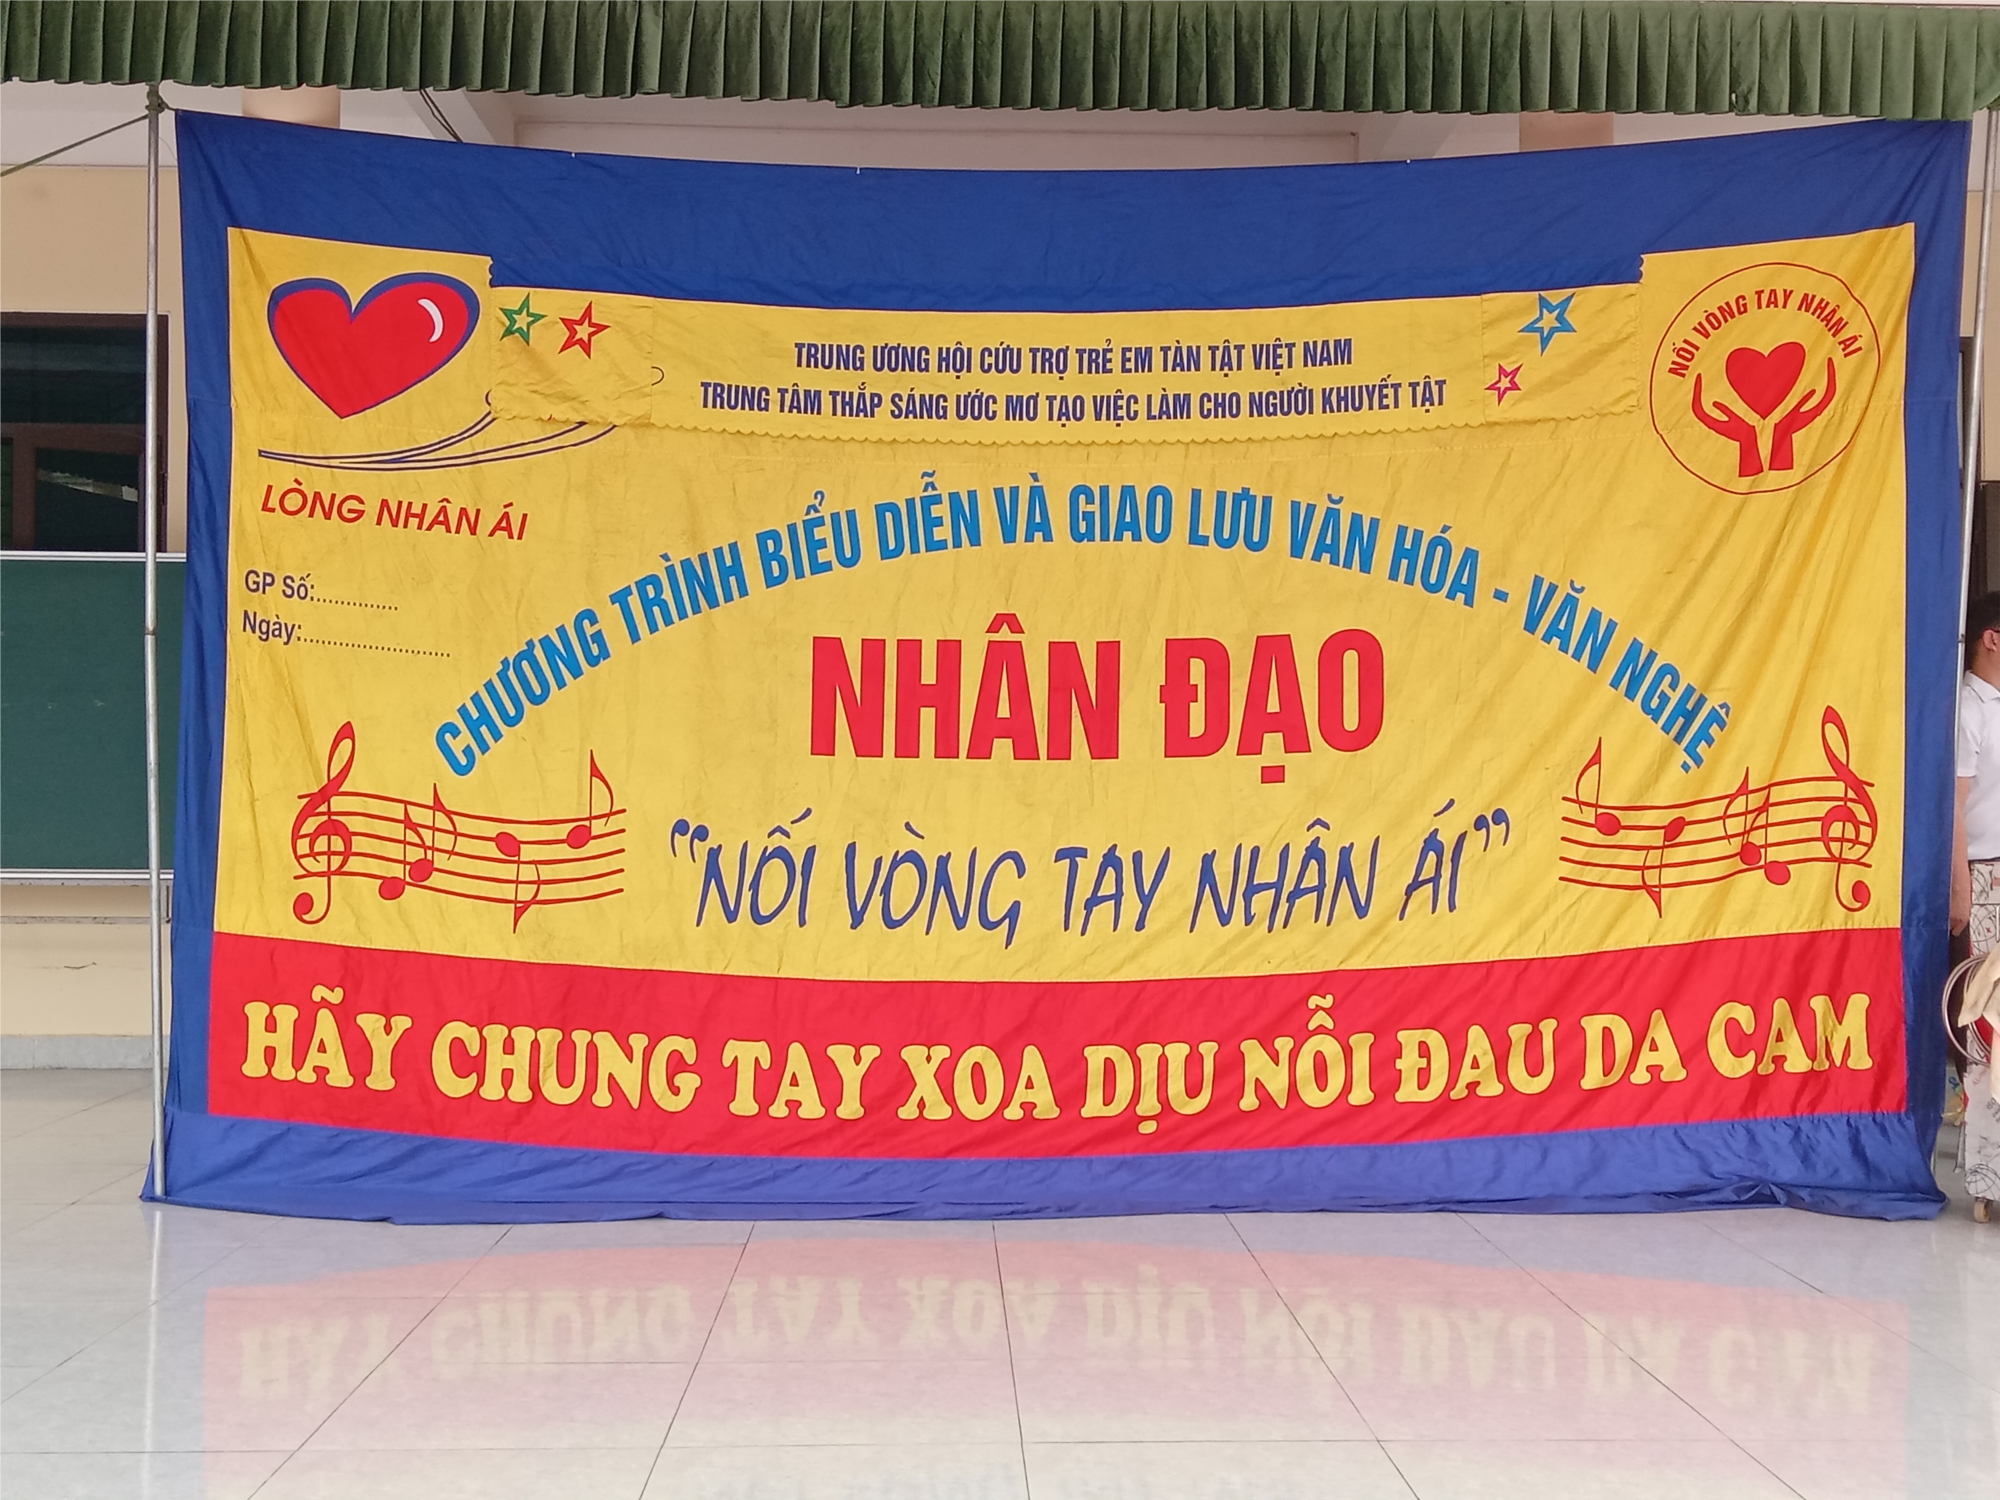 TRUNG ƯƠNG HỘI CỨU TRỢ TRẺ EM TÀN TẬT VIỆT NAM
TRUNG TÂM THẮP SÁNG ƯỚC MƠ TẠO VIỆC LÀM CHO NGƯỜI KHUYẾT TẬT
NỐI VÒNG TAY NHÂN ÁI
LÒNG NHÂN ÁI
GP Số:..............
Ngày:.........................
CHƯƠNG TRÌNH BIỂU DIỄN VÀ GIAO LƯU VĂN HÓA - VĂN NGHỆ
NHÂN ĐẠO
“NỐI VÒNG TAY NHÂN ÁI”
HÃY CHUNG TAY XOA DỊU NỖI ĐAU DA CAM